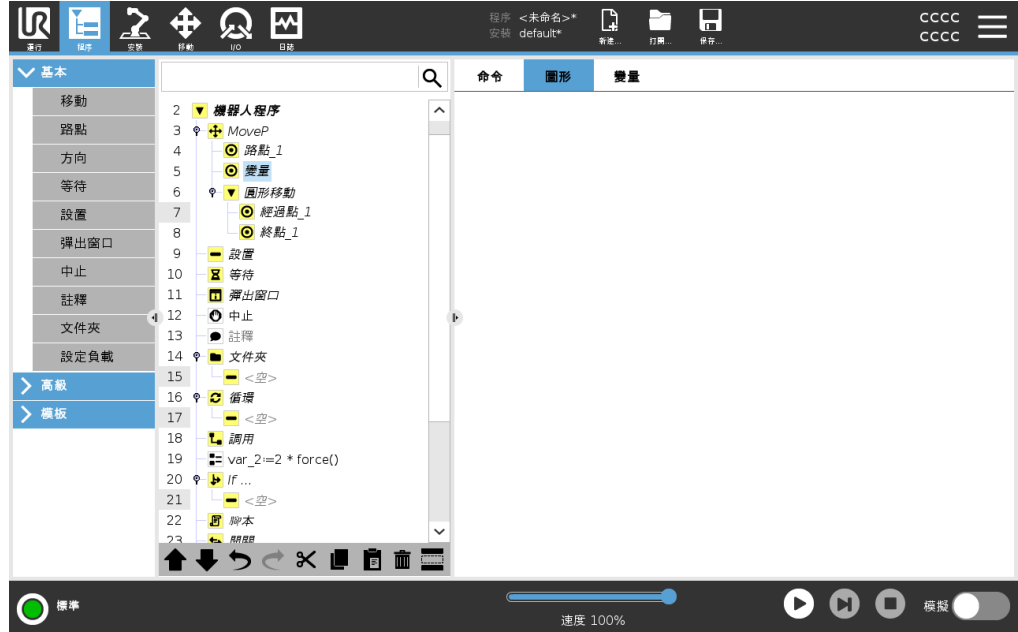 UR
運行
程序
安裝
移動
I/O
日誌
程序 <未命名>*
安裝 default*
新建...
打開...
保存...
CCCC
CCCC
基本
移動
路點
方向
等待
設置
彈出窗口
中止
註釋
文件夾
設定負載
高級
模板
2 機器人程序
3 MoveP
4 路點_1
5 變量
6 圓形移動
7 經過點_1
8 終點_1
9 設置
10 等待
11 彈出窗口
12 中止
13 註釋
14 文件夾
15 <空>
16 循環
17 <空>
18 調用
19 var_2:=2 * force()
20 If ...
21 <空>
22 腳本
23
命令
圖形
變量
標準
速度 100%
模擬